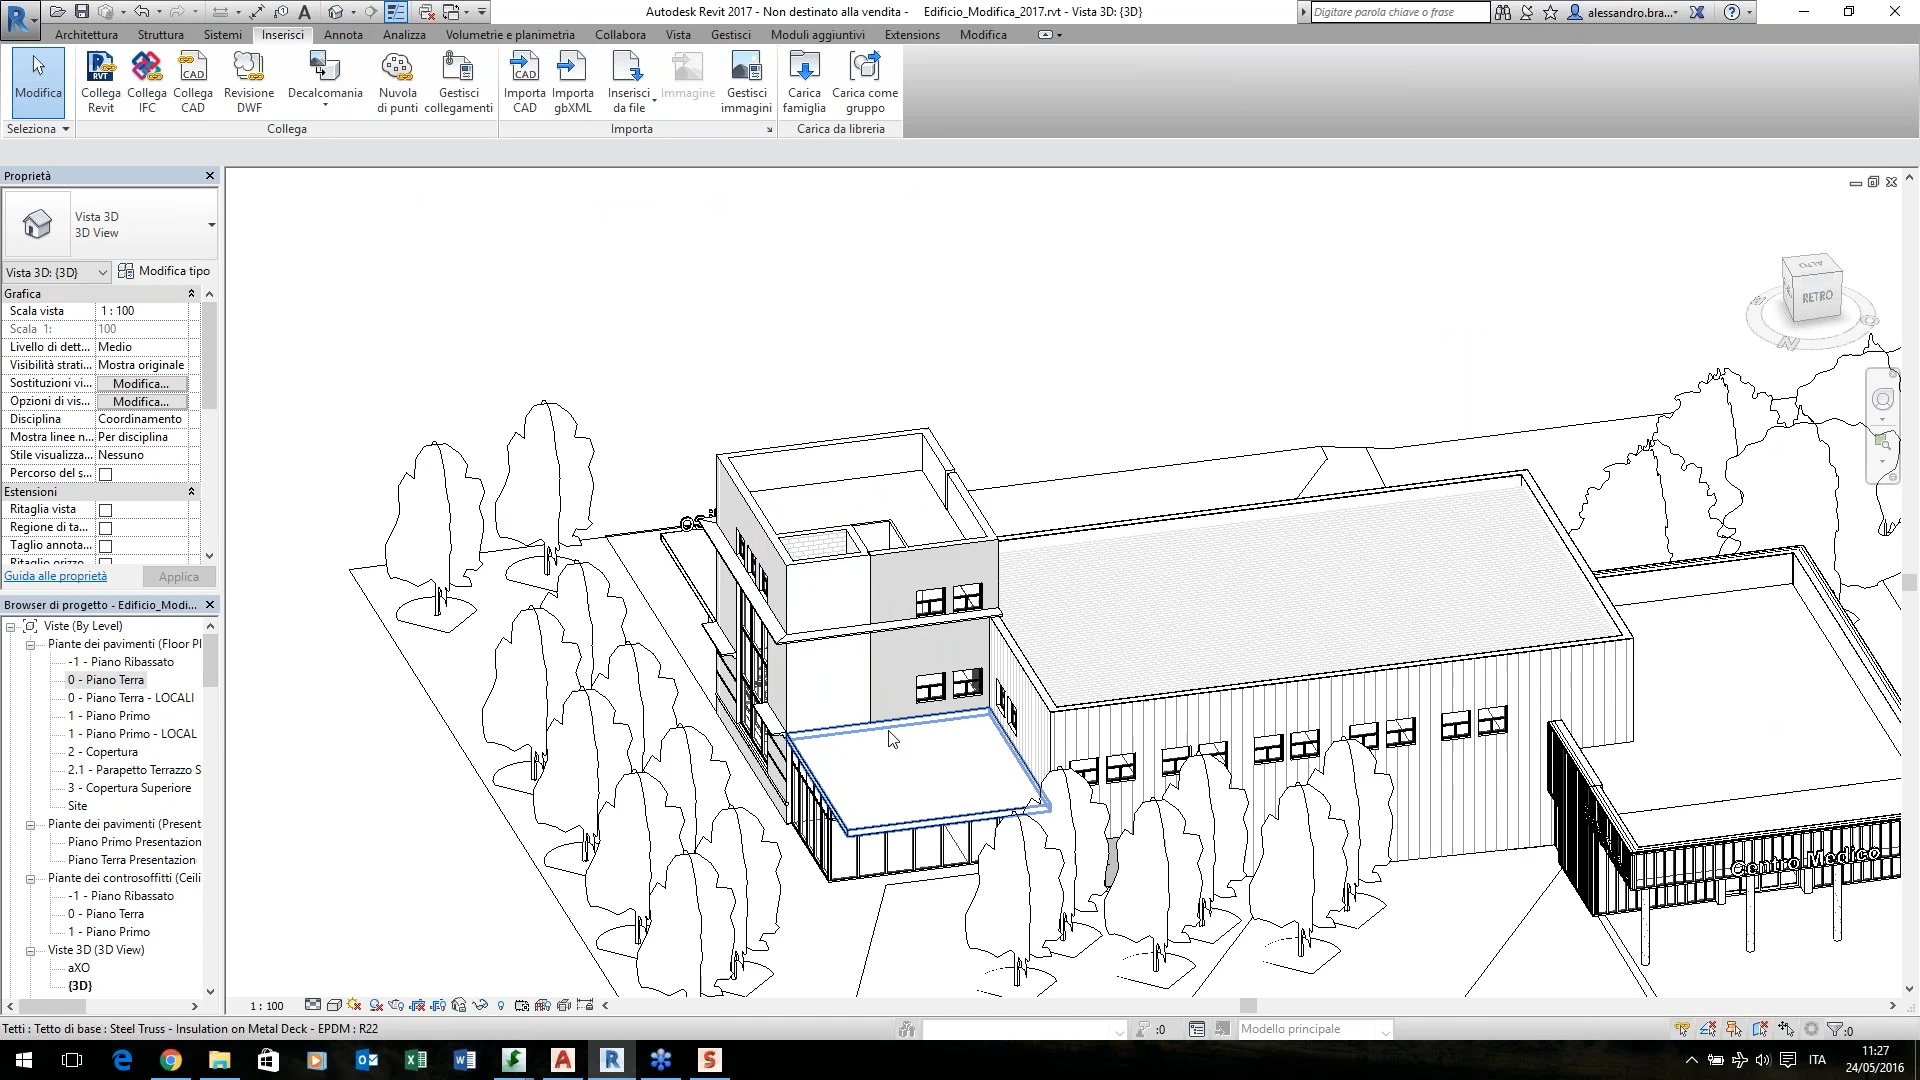 Autodesk Revit 2017 - Non destinato alla vendita - Edificio_Modifica_2017.rvt - Vista 3D: {3D}
Digitare parola chiave o frase
alessandro.bra...
Architettura Struttura Sistemi Inserisci Annota Analizza Volumetrie e planimetria Collabora Vista Gestisci Moduli aggiuntivi Extensions Modifica
Modifica
Collega Revit
Collega IFC
Collega CAD
Revisione DWF
Decalcomania
Nuvola di punti
Gestisci collegamenti
Importa CAD
Importa gbXML
Inserisci da file
Immagine
Gestisci immagini
Carica famiglia
Carica come gruppo
Seleziona
Collega
Importa
Carica da libreria
Proprietà
Vista 3D
3D View
Vista 3D: {3D}
Modifica tipo
Grafica
Scala vista 1 : 100
Scala 1: 100
Livello di dett... Medio
Visibilità strati... Mostra originale
Sostituzioni vi... Modifica...
Opzioni di vis... Modifica...
Disciplina Coordinamento
Mostra linee n... Per disciplina
Stile visualizza... Nessuno
Percorso del s...
Estensioni
Ritaglia vista
Regione di ta...
Taglio annota...
Guida alle proprietà
Applica
Browser di progetto - Edificio_Modi...
Viste (By Level)
Piante dei pavimenti (Floor Pl
-1 - Piano Ribassato
0 - Piano Terra
0 - Piano Terra - LOCALI
1 - Piano Primo
1 - Piano Primo - LOCAL
2 - Copertura
2.1 - Parapetto Terrazzo S
3 - Copertura Superiore
Site
Piante dei pavimenti (Present
Piano Primo Presentazion
Piano Terra Presentazion
Piante dei controsoffitti (Ceili
-1 - Piano Ribassato
0 - Piano Terra
1 - Piano Primo
Viste 3D (3D View)
aXO
{3D}
ALTO
RETRO
N
Centro Medico
1 : 100
Tetti : Tetto di base : Steel Truss - Insulation on Metal Deck - EPDM : R22
:0
Modello principale
:0
ITA
11:27
24/05/2016